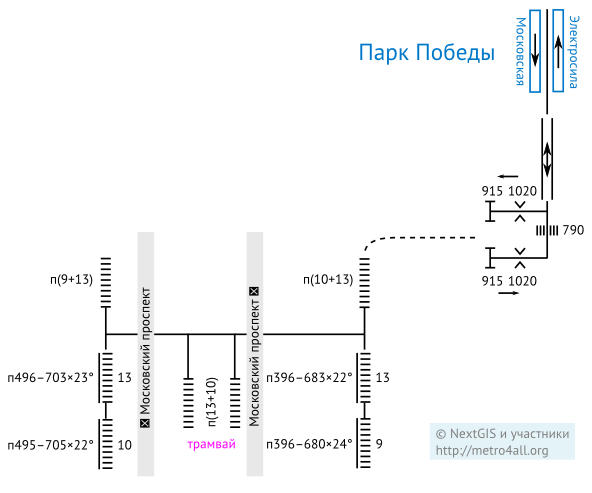 Парк Победы
Московская
Электросила
915 1020
790
915 1020
п(9+13)
п(10+13)
Московский проспект
Московский проспект
п496–703×23°
13
п(13+10)
п396–683×22°
13
п495–705×22°
10
трамвай
п396–680×24°
9
© NextGIS и участники
http://metro4all.org